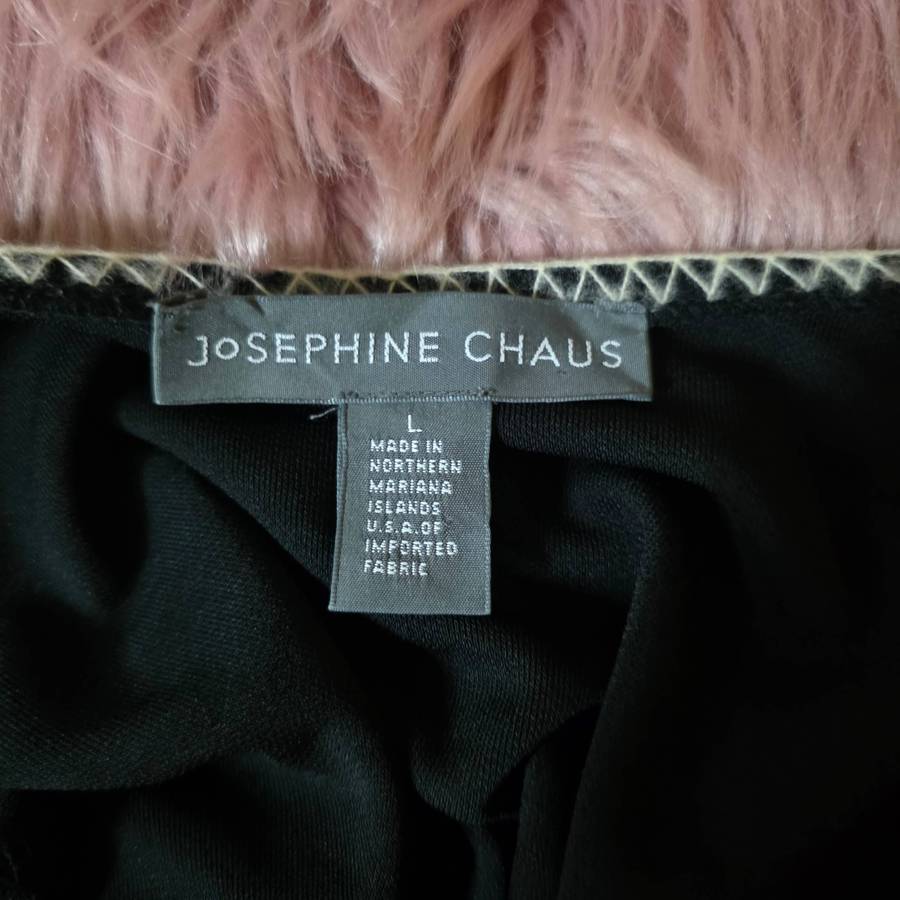 JoSEPHINE CHAUS
L
MADE IN
NORTHERN
MARIANA
ISLANDS
U.S.A.OF
IMPORTED
FABRIC